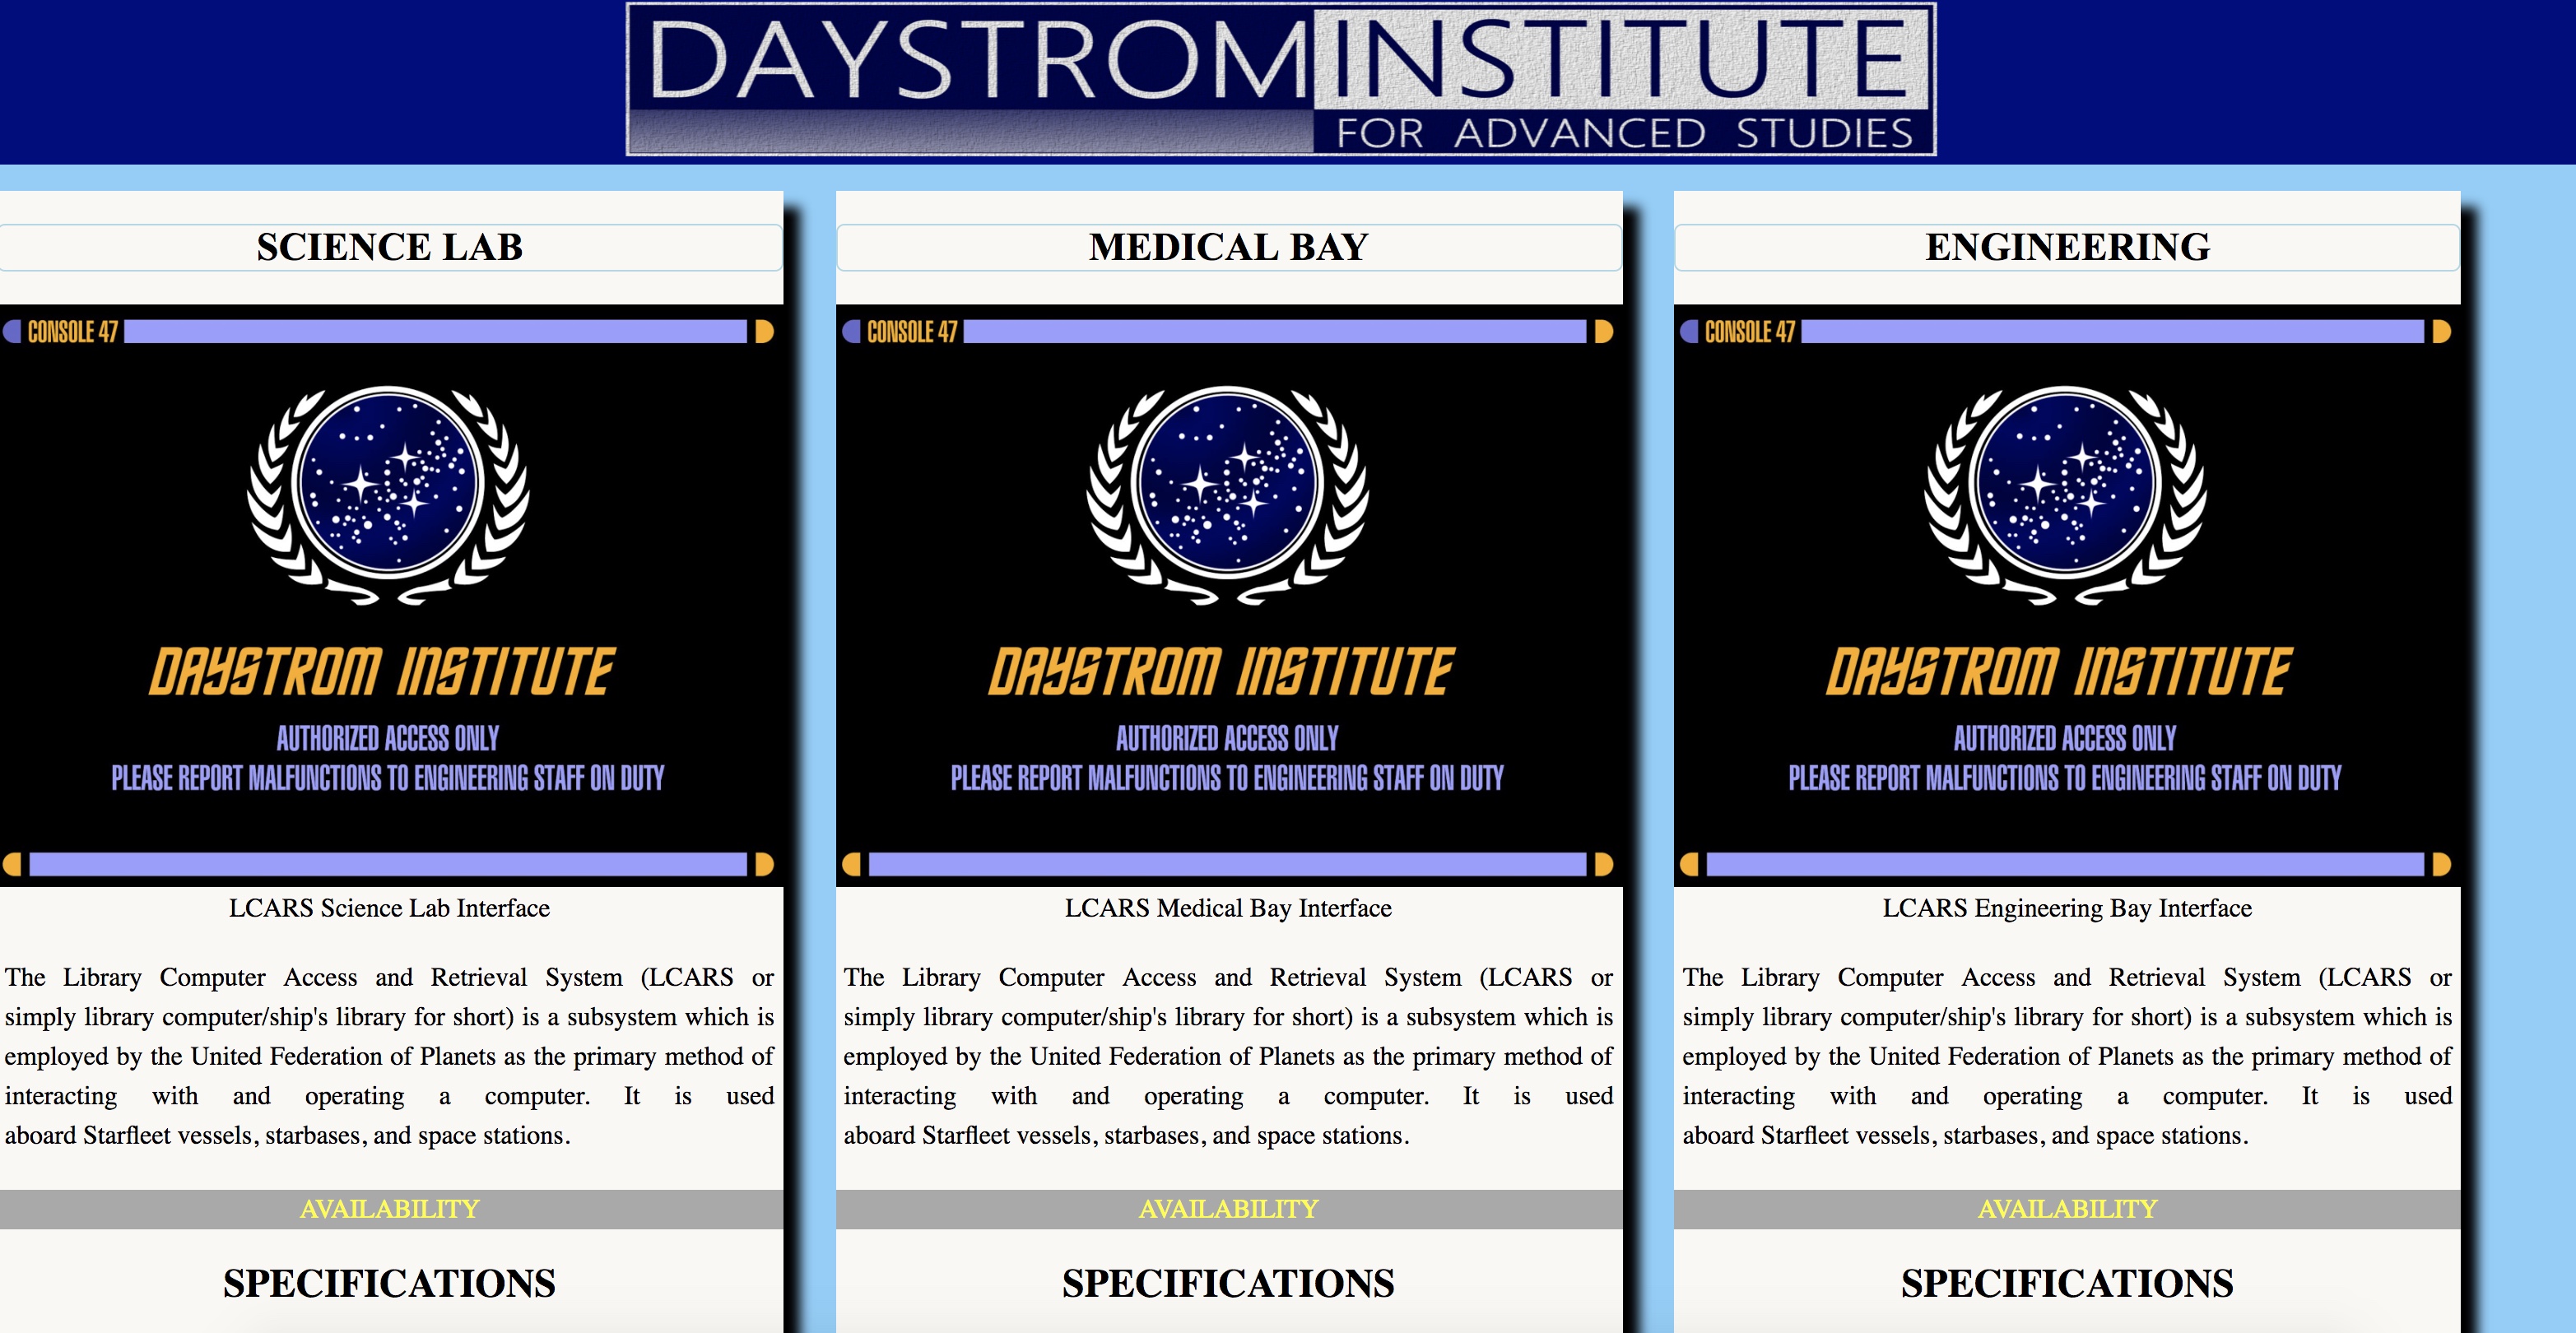 DAYSTROM INSTITUTE
FOR ADVANCED STUDIES
SCIENCE LAB
CONSOLE 47
DAYSTROM INSTITUTE
AUTHORIZED ACCESS ONLY
PLEASE REPORT MALFUNCTIONS TO ENGINEERING STAFF ON DUTY
LCARS Science Lab Interface
The Library Computer Access and Retrieval System (LCARS or
simply library computer/ship's library for short) is a subsystem which is
employed by the United Federation of Planets as the primary method of
interacting with and operating a computer. It is used
aboard Starfleet vessels, starbases, and space stations.
AVAILABILITY
SPECIFICATIONS
MEDICAL BAY
CONSOLE 47
DAYSTROM INSTITUTE
AUTHORIZED ACCESS ONLY
PLEASE REPORT MALFUNCTIONS TO ENGINEERING STAFF ON DUTY
LCARS Medical Bay Interface
The Library Computer Access and Retrieval System (LCARS or
simply library computer/ship's library for short) is a subsystem which is
employed by the United Federation of Planets as the primary method of
interacting with and operating a computer. It is used
aboard Starfleet vessels, starbases, and space stations.
AVAILABILITY
SPECIFICATIONS
ENGINEERING
CONSOLE 47
DAYSTROM INSTITUTE
AUTHORIZED ACCESS ONLY
PLEASE REPORT MALFUNCTIONS TO ENGINEERING STAFF ON DUTY
LCARS Engineering Bay Interface
The Library Computer Access and Retrieval System (LCARS or
simply library computer/ship's library for short) is a subsystem which is
employed by the United Federation of Planets as the primary method of
interacting with and operating a computer. It is used
aboard Starfleet vessels, starbases, and space stations.
AVAILABILITY
SPECIFICATIONS